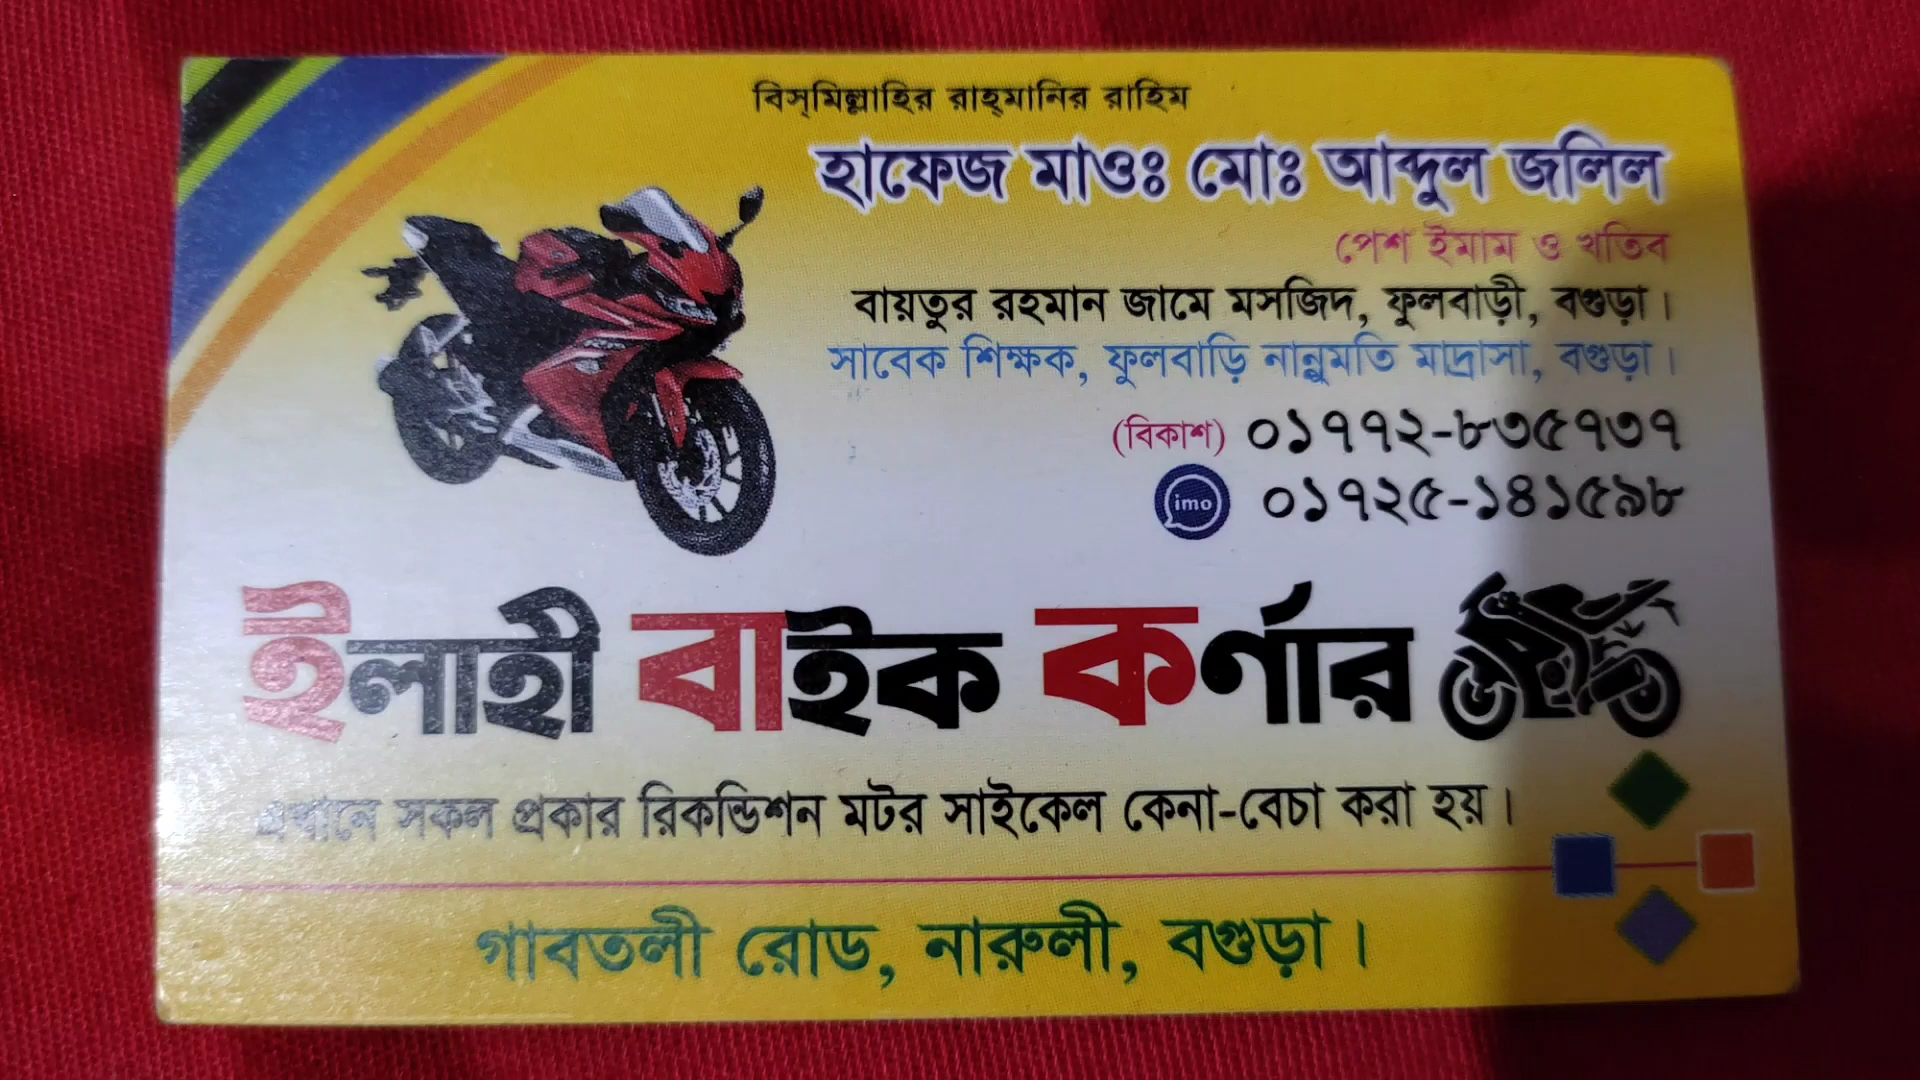 বিস্‌মিল্লাহির রাহ্‌মানির রাহিম
হাফেজ মাওঃ মোঃ আব্দুল জলিল
পেশ ইমাম ও খতিব
বায়তুর রহমান জামে মসজিদ, ফুলবাড়ী, বগুড়া।
সাবেক শিক্ষক, ফুলবাড়ি নান্নুমতি মাদ্রাসা, বগুড়া।
(বিকাশ) ০১৭৭২-৮৩৫৭৩৭
imo ০১৭২৫-১৪১৫৯৮
ইলাহী বাইক কর্ণার
এখানে সকল প্রকার রিকন্ডিশন মটর সাইকেল কেনা-বেচা করা হয়।
গাবতলী রোড, নারুলী, বগুড়া।